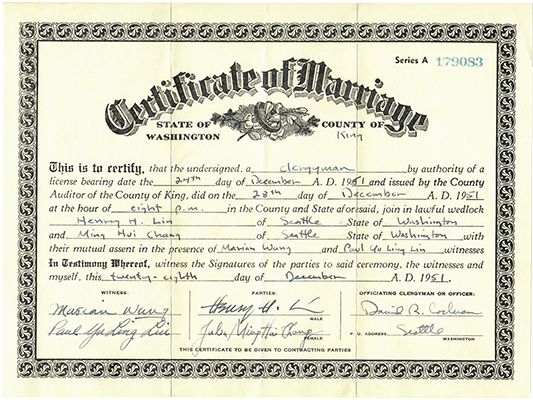 Series A 179083
Certificate of Marriage
STATE OF WASHINGTON
COUNTY OF King
This is to certify, that the undersigned, a clergyman by authority of a
license bearing date the 24th day of December A. D. 1951 and issued by the County
Auditor of the County of King, did on the 28th day of December A. D. 1951
at the hour of eight p.m. in the County and State aforesaid, join in lawful wedlock
Henry H. Lin of Seattle State of Washington
and Ming Hui Chang of Seattle State of Washington with
their mutual assent in the presence of Marian Wang and Paul Yu Ling Lin witnesses
In Testimony Whereof, witness the Signatures of the parties to said ceremony, the witnesses and
myself, this twenty-eighth day of December A. D. 1951.
WITNESS: PARTIES: OFFICIATING CLERGYMAN OR OFFICER:
Marian Wang Henry H. Li David R.
MALE
Paul Yu Ling Lin Ming Hui Chang P. O. ADDRESS Seattle
FEMALE WASHINGTON
THIS CERTIFICATE TO BE GIVEN TO CONTRACTING PARTIES